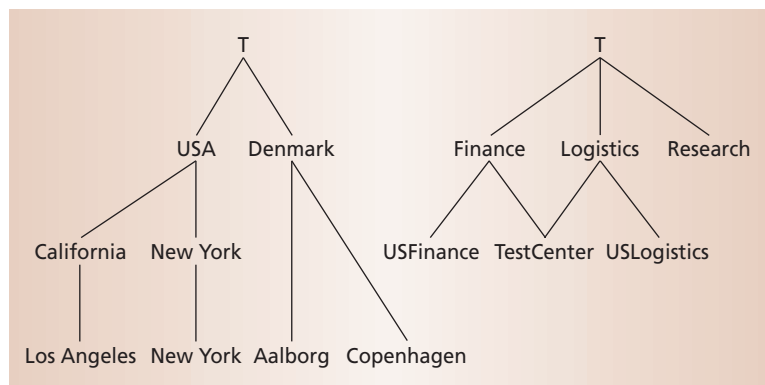 T T
USA Denmark Finance Logistics Research
California New York USFinance TestCenter USLogistics
Los Angeles New York Aalborg Copenhagen